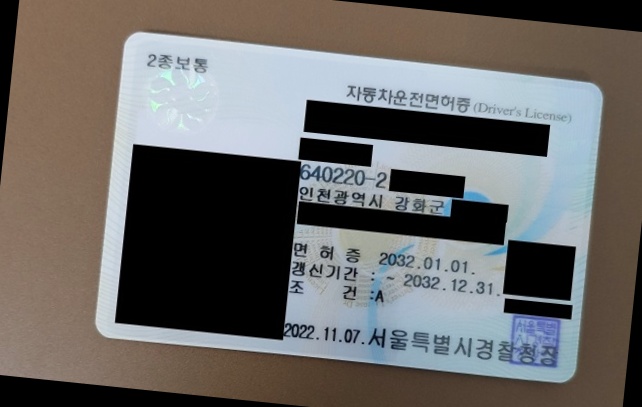 2종보통
자동차운전면허증 (Driver's License)
640220-2
인천광역시 강화군
면 허 증 2032.01.01.
갱신기간 : ~ 2032.12.31.
조 건 :A
2022.11.07. 서울특별시경찰청장